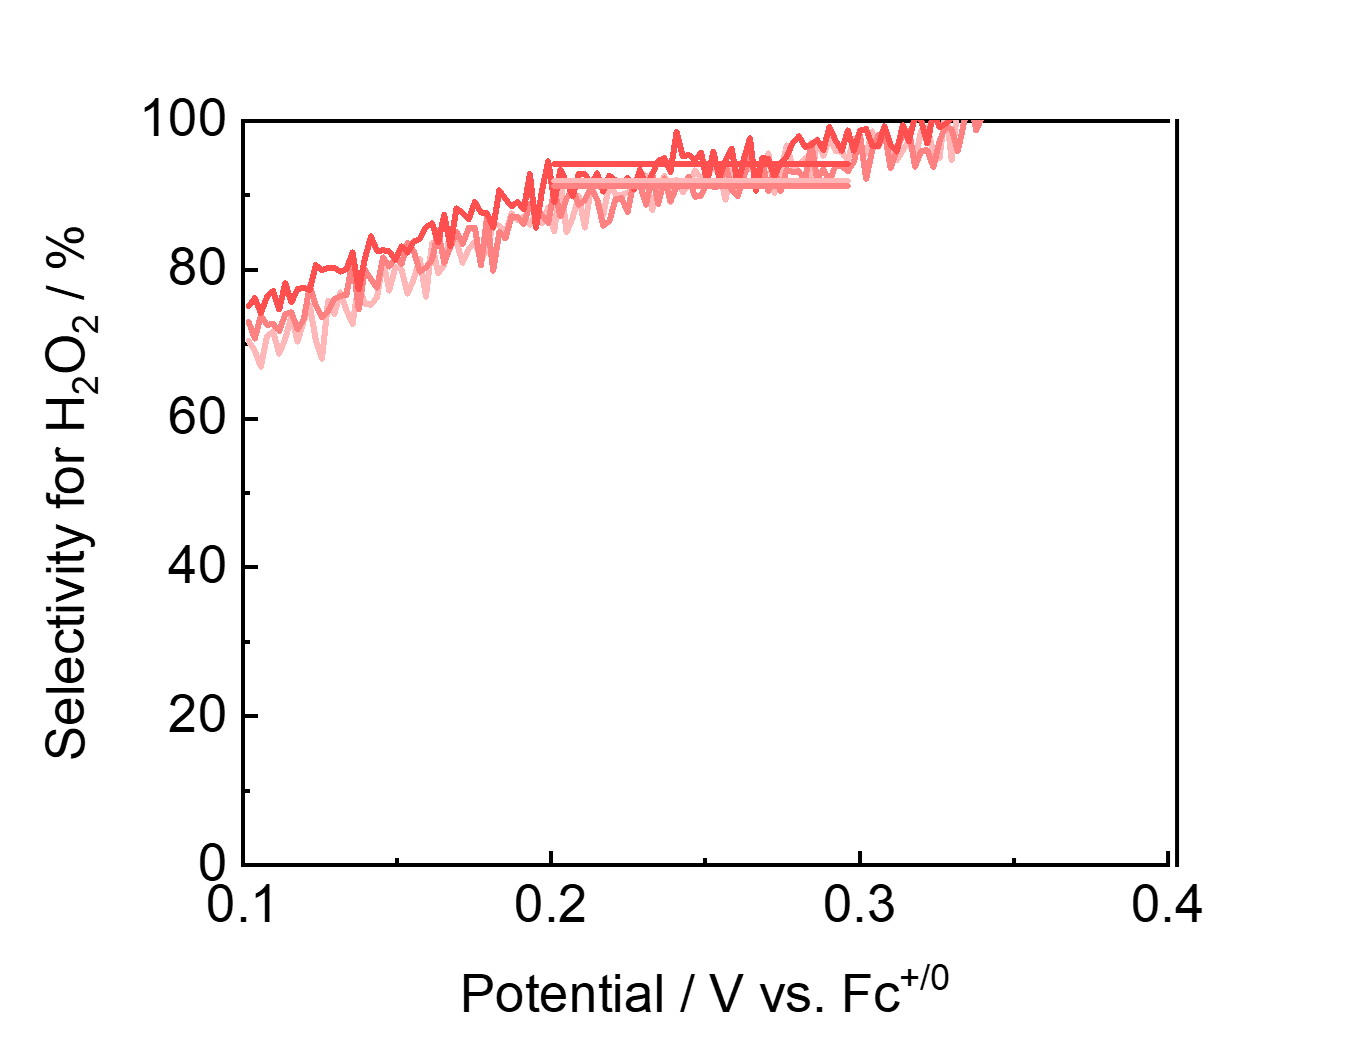 Selectivity for H₂O₂ / %
100
80
60
40
20
0
0.1 0.2 0.3 0.4
Potential / V vs. Fc⁺/⁰